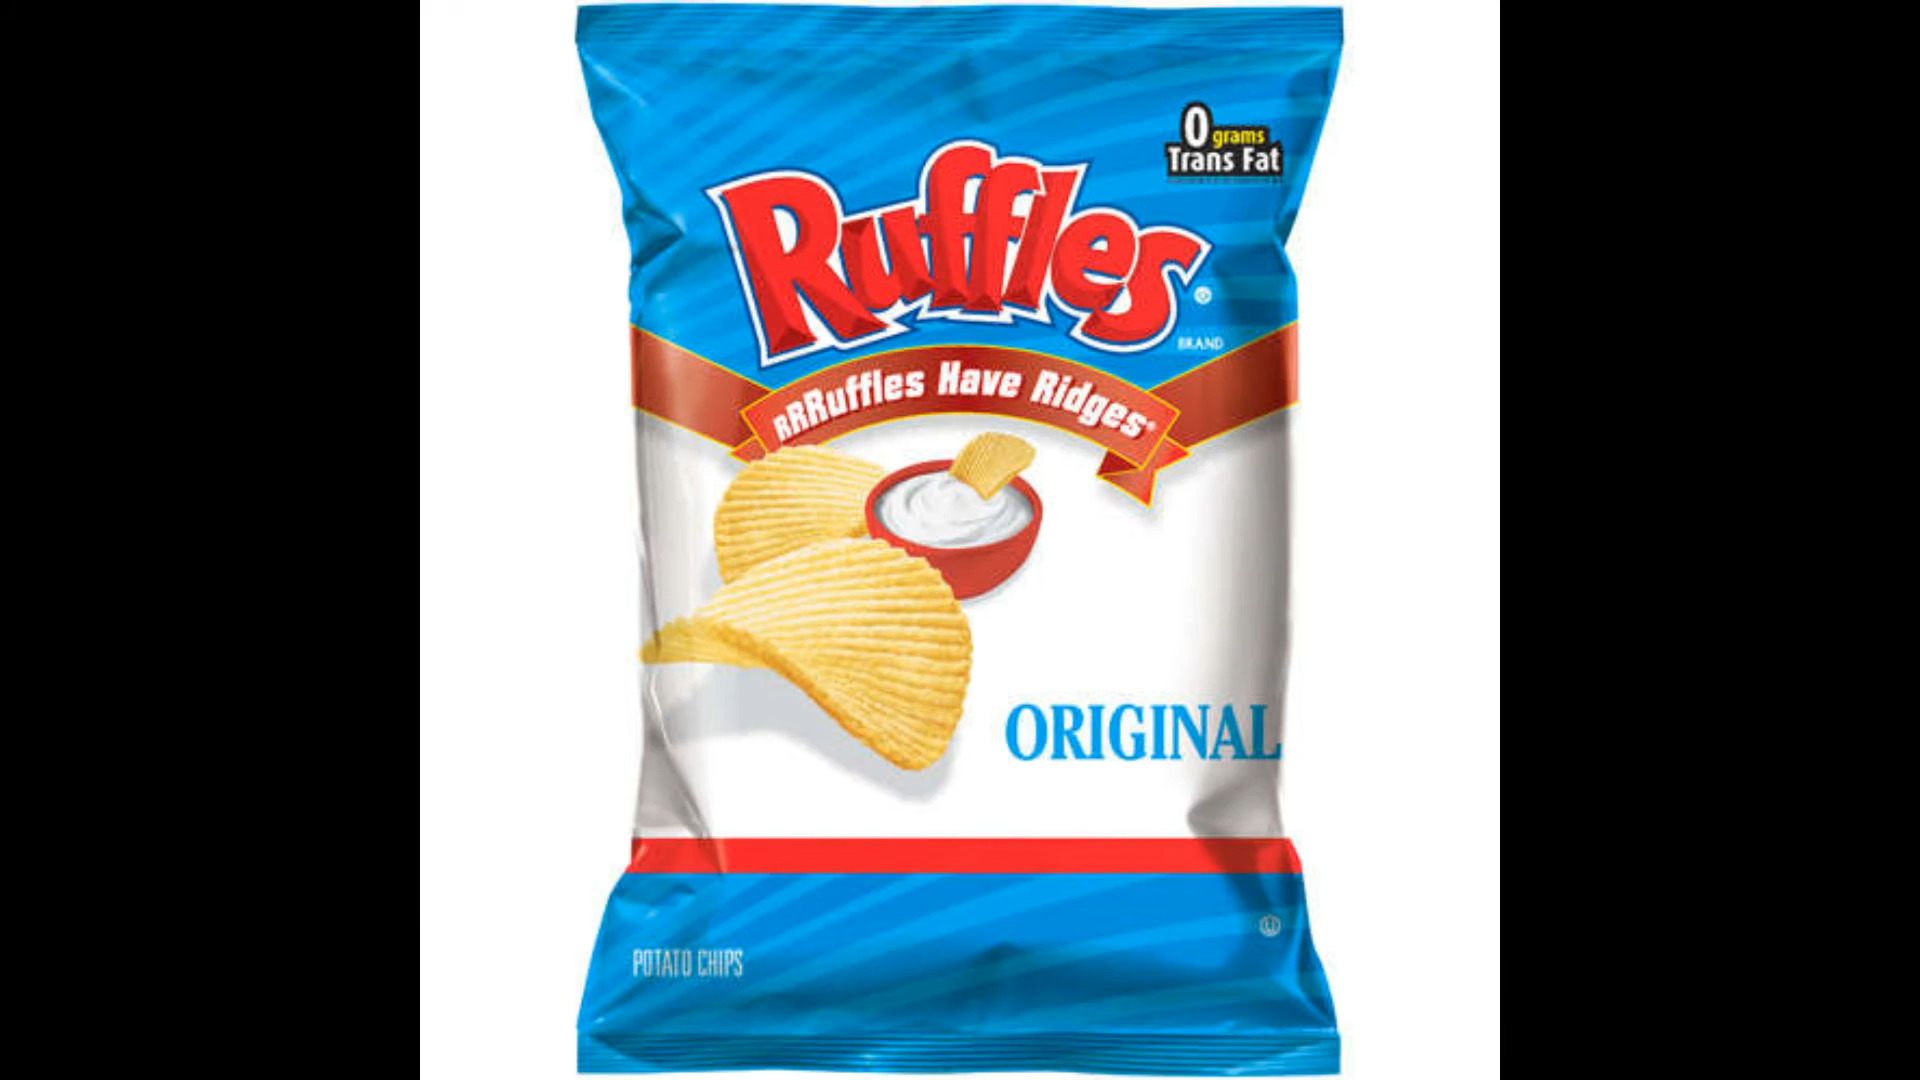 0 grams
Trans Fat
Ruffles®
BRAND
RRRuffles Have Ridges®
ORIGINAL
U
POTATO CHIPS